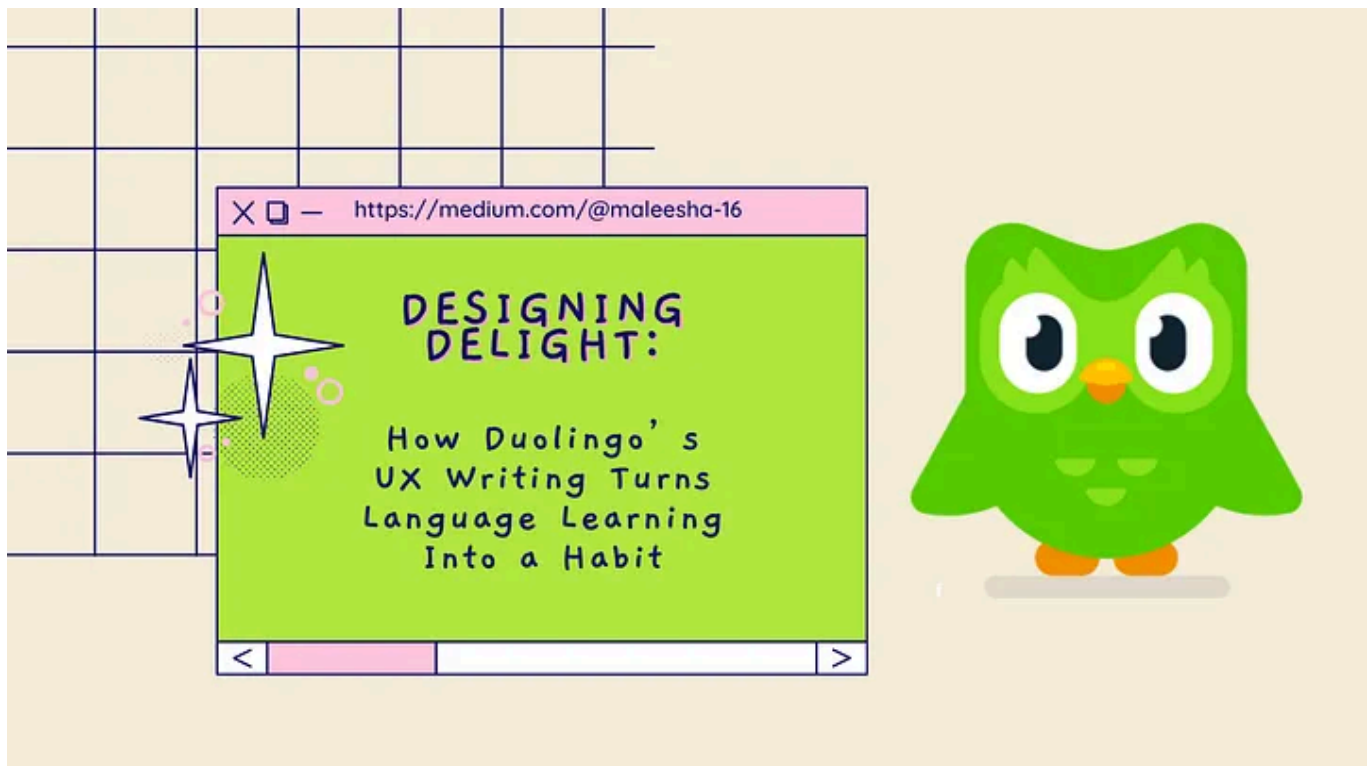 https://medium.com/@maleesha-16
DESIGNING
DELIGHT:
How Duolingo's
UX Writing Turns
Language Learning
Into a Habit